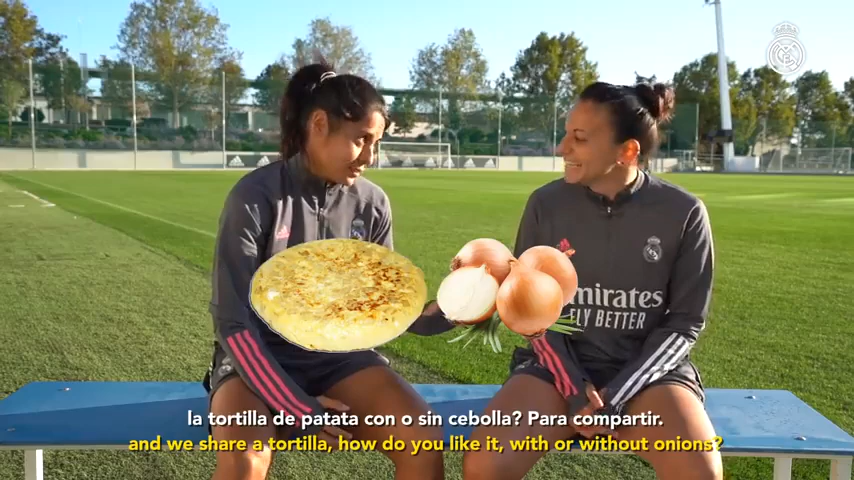 Emirates
FLY BETTER
la tortilla de patata con o sin cebolla? Para compartir.
and we share a tortilla, how do you like it, with or without onions?